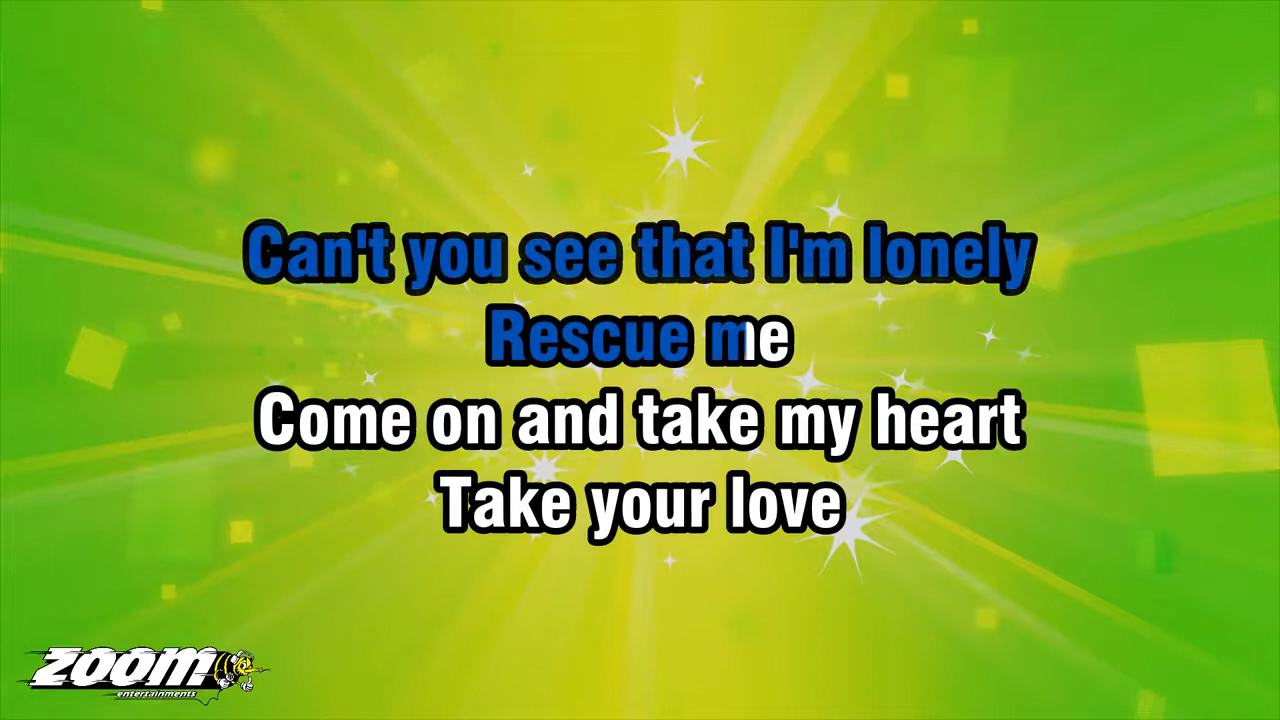 Can't you see that I'm lonely
Rescue me
Come on and take my heart
Take your love
ZOOM
entertainments